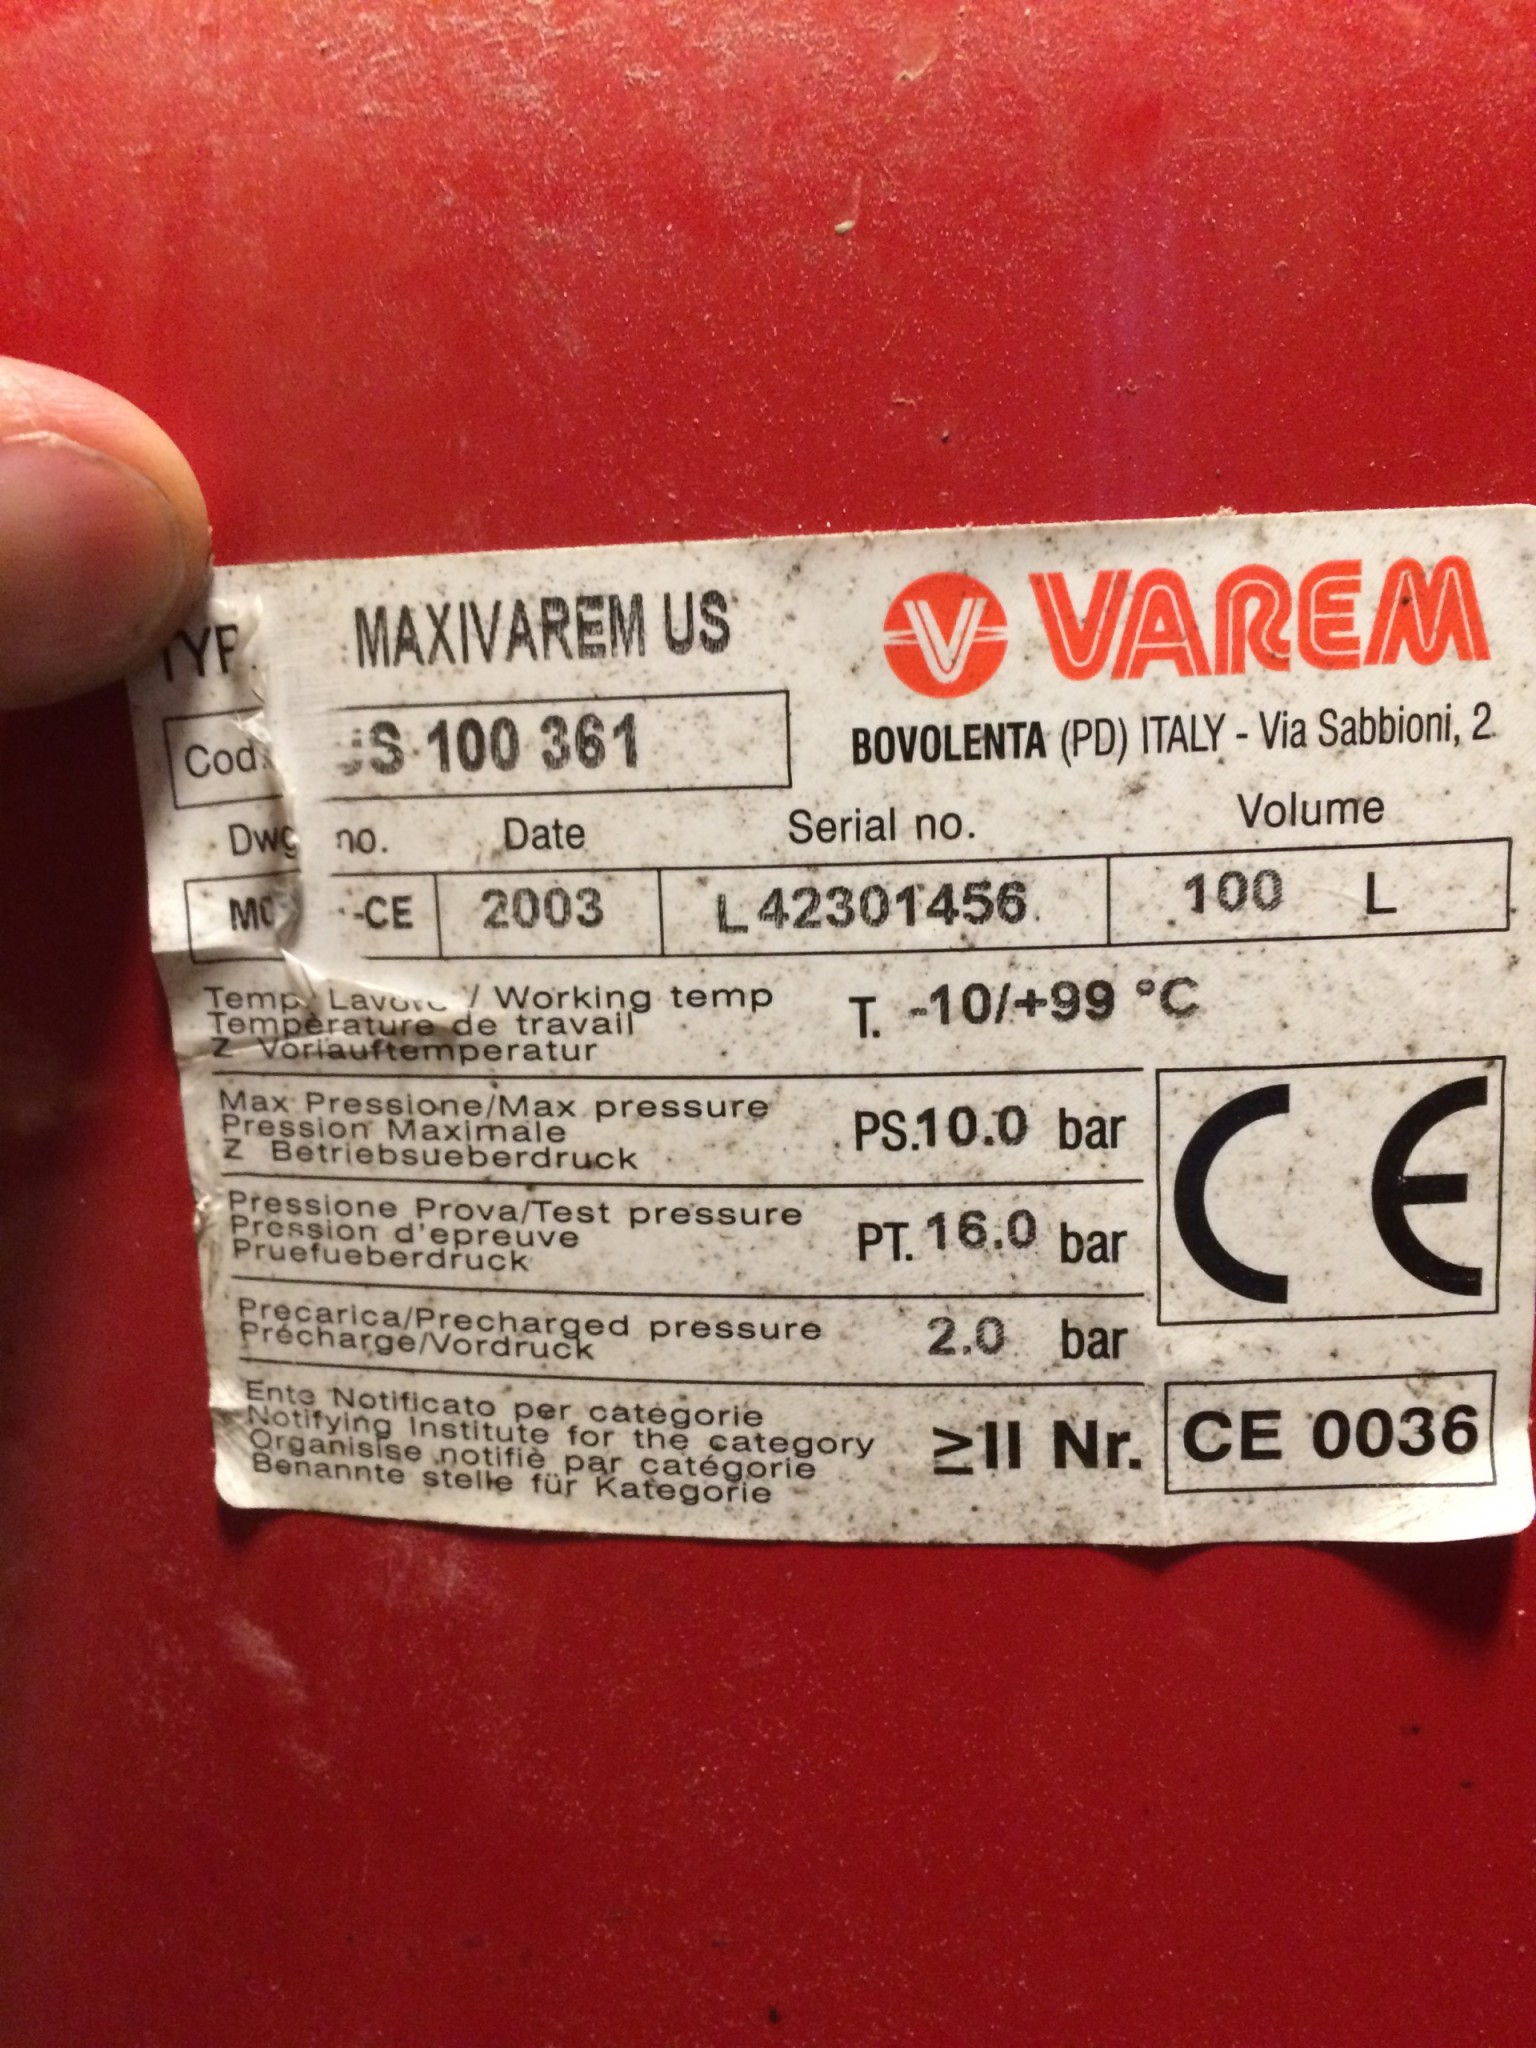 MAXIVAREM US
VAREM
BOVOLENTA (PD) ITALY - Via Sabbioni, 2
Cod. S 100 361
Dwg no. Date Serial no. Volume
-CE 2003 L42301456 100 L
Temp. / Working temp
Température de travail
Z Vorlauftemperatur
T. -10/+99 °C
Max Pressione/Max pressure
Pression Maximale
Z Betriebsueberdruck
PS.10.0 bar
Pressione Prova/Test pressure
Pression d'epreuve
Pruefueberdruck
PT. 16.0 bar
Precarica/Precharged pressure
Précharge/Vordruck
2.0 bar
CE
Ente Notificato per categorie
Notifying Institute for the category
Organisise notifiè par catégorie
Benannte stelle für Kategorie
≥II Nr. CE 0036